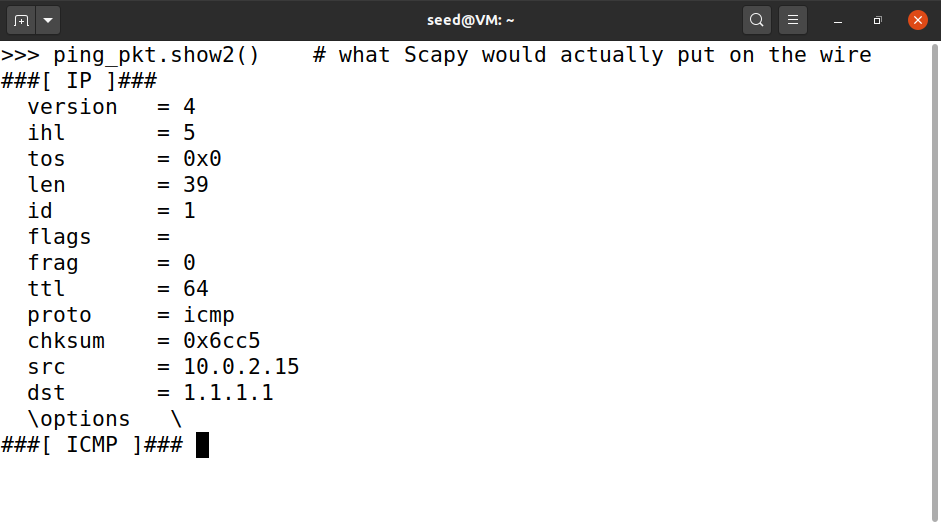 seed@VM: ~
>>> ping_pkt.show2()    # what Scapy would actually put on the wire
###[ IP ]###
  version   = 4
  ihl       = 5
  tos       = 0x0
  len       = 39
  id        = 1
  flags     =
  frag      = 0
  ttl       = 64
  proto     = icmp
  chksum    = 0x6cc5
  src       = 10.0.2.15
  dst       = 1.1.1.1
  \options   \
###[ ICMP ]###